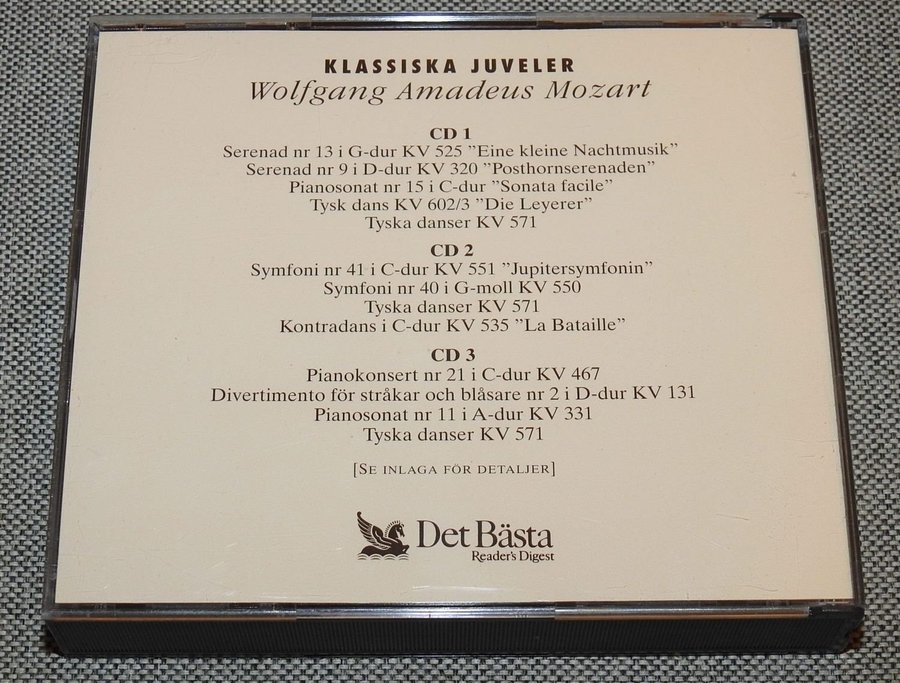 KLASSISKA JUVELER
Wolfgang Amadeus Mozart
CD 1
Serenad nr 13 i G-dur KV 525 ”Eine kleine Nachtmusik”
Serenad nr 9 i D-dur KV 320 ”Posthornserenaden”
Pianosonat nr 15 i C-dur ”Sonata facile”
Tysk dans KV 602/3 ”Die Leyerer”
Tyska danser KV 571
CD 2
Symfoni nr 41 i C-dur KV 551 ”Jupitersymfonin”
Symfoni nr 40 i G-moll KV 550
Tyska danser KV 571
Kontradans i C-dur KV 535 ”La Bataille”
CD 3
Pianokonsert nr 21 i C-dur KV 467
Divertimento för stråkar och blåsare nr 2 i D-dur KV 131
Pianosonat nr 11 i A-dur KV 331
Tyska danser KV 571
[SE INLAGA FÖR DETALJER]
Det Bästa
Reader's Digest